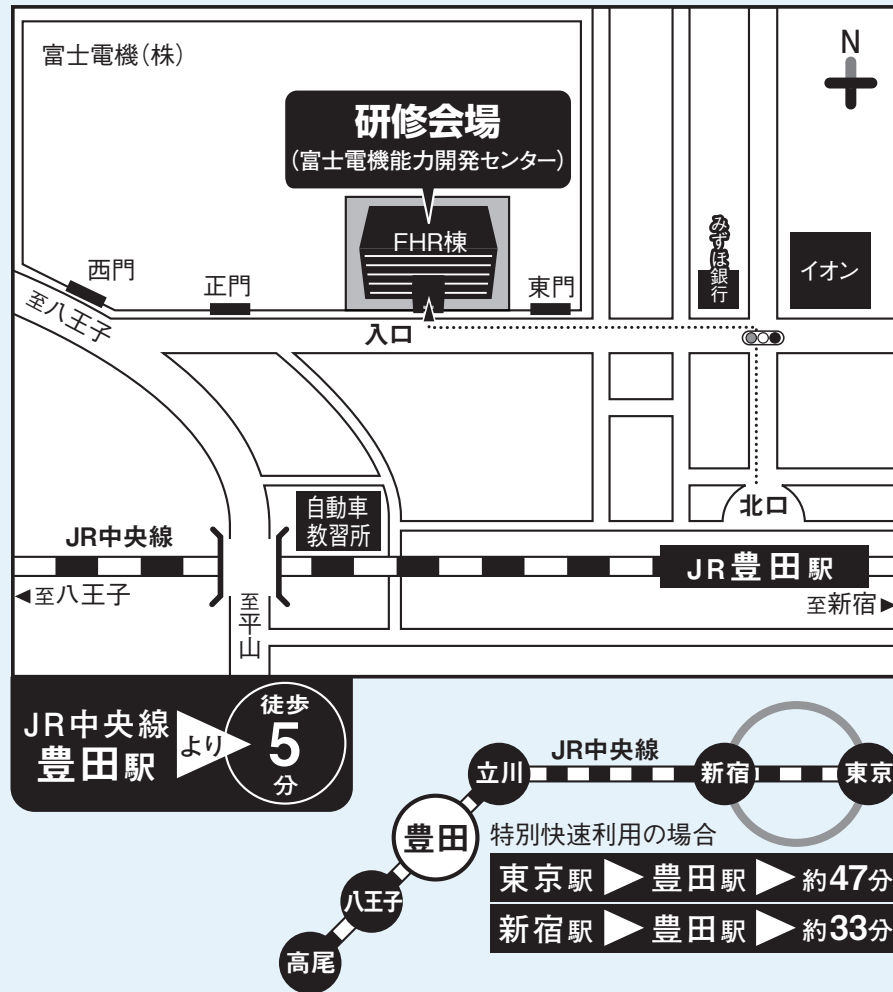 富士電機(株)
N
研修会場
(富士電機能力開発センター)
FHR棟
みずほ銀行
イオン
西門
正門
東門
至八王子
入口
北口
自動車
教習所
JR中央線
JR豊田駅
◀至八王子
至新宿▶
至平山
JR中央線
豊田駅
より
徒歩
5
分
JR中央線
立川
新宿
東京
豊田
八王子
高尾
特別快速利用の場合
東京駅 ▶ 豊田駅 ▶ 約47分
新宿駅 ▶ 豊田駅 ▶ 約33分